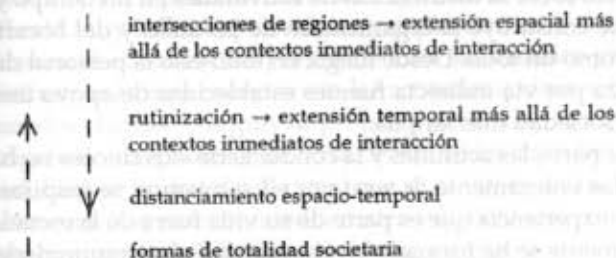 intersecciones de regiones → extensión espacial más
allá de los contextos inmediatos de interacción
rutinización → extensión temporal más allá de los
contextos inmediatos de interacción
distanciamiento espacio-temporal
formas de totalidad societaria